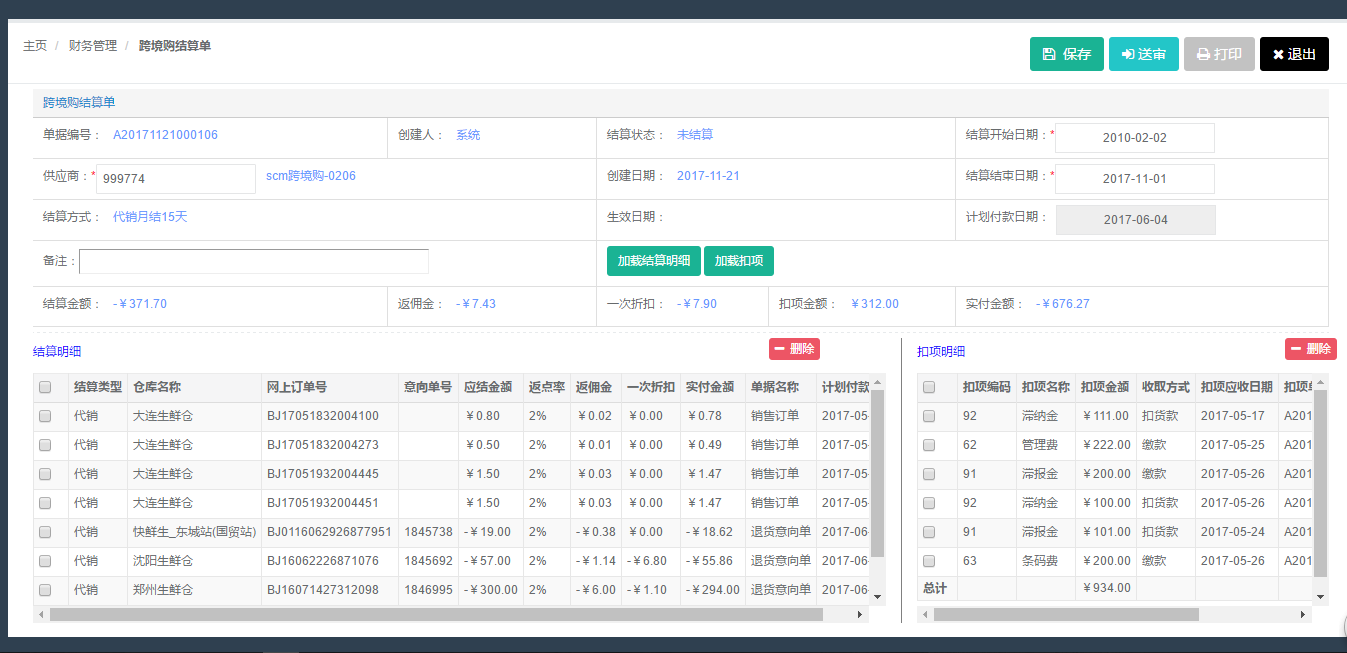 主页 / 财务管理 / 跨境购结算单
保存 送审 打印 退出
跨境购结算单
单据编号： A20171121000106 创建人： 系统 结算状态： 未结算 结算开始日期：* 2010-02-02
供应商：* 999774 scm跨境购-0206 创建日期： 2017-11-21 结算结束日期：* 2017-11-01
结算方式： 代销月结15天 生效日期： 计划付款日期： 2017-06-04
备注： 加载结算明细 加载扣项
结算金额： -￥371.70 返佣金： -￥7.43 一次折扣： -￥7.90 扣项金额： ￥312.00 实付金额： -￥676.27
结算明细 删除
结算类型 仓库名称 网上订单号 意向单号 应结金额 返点率 返佣金 一次折扣 实付金额 单据名称 计划付款
代销 大连生鲜仓 BJ17051832004100 ￥0.80 2% ￥0.02 ￥0.00 ￥0.78 销售订单 2017-05-
代销 大连生鲜仓 BJ17051832004273 ￥0.50 2% ￥0.01 ￥0.00 ￥0.49 销售订单 2017-05-
代销 大连生鲜仓 BJ17051932004445 ￥1.50 2% ￥0.03 ￥0.00 ￥1.47 销售订单 2017-05-
代销 大连生鲜仓 BJ17051932004451 ￥1.50 2% ￥0.03 ￥0.00 ￥1.47 销售订单 2017-05-
代销 快鲜生_东城站(国贸站) BJ0116062926877951 1845738 -￥19.00 2% -￥0.38 ￥0.00 -￥18.62 退货意向单 2017-06-
代销 沈阳生鲜仓 BJ16062226871076 1845692 -￥57.00 2% -￥1.14 -￥6.80 -￥55.86 退货意向单 2017-06-
代销 郑州生鲜仓 BJ16071427312098 1846995 -￥300.00 2% -￥6.00 -￥1.10 -￥294.00 退货意向单 2017-06-
扣项明细 删除
扣项编码 扣项名称 扣项金额 收取方式 扣项应收日期 扣项单
92 滞纳金 ￥111.00 扣货款 2017-05-17 A201
62 管理费 ￥222.00 缴款 2017-05-25 A201
91 滞报金 ￥200.00 缴款 2017-05-26 A201
92 滞纳金 ￥100.00 扣货款 2017-05-26 A201
91 滞报金 ￥101.00 扣货款 2017-05-24 A201
63 条码费 ￥200.00 缴款 2017-05-26 A201
总计 ￥934.00